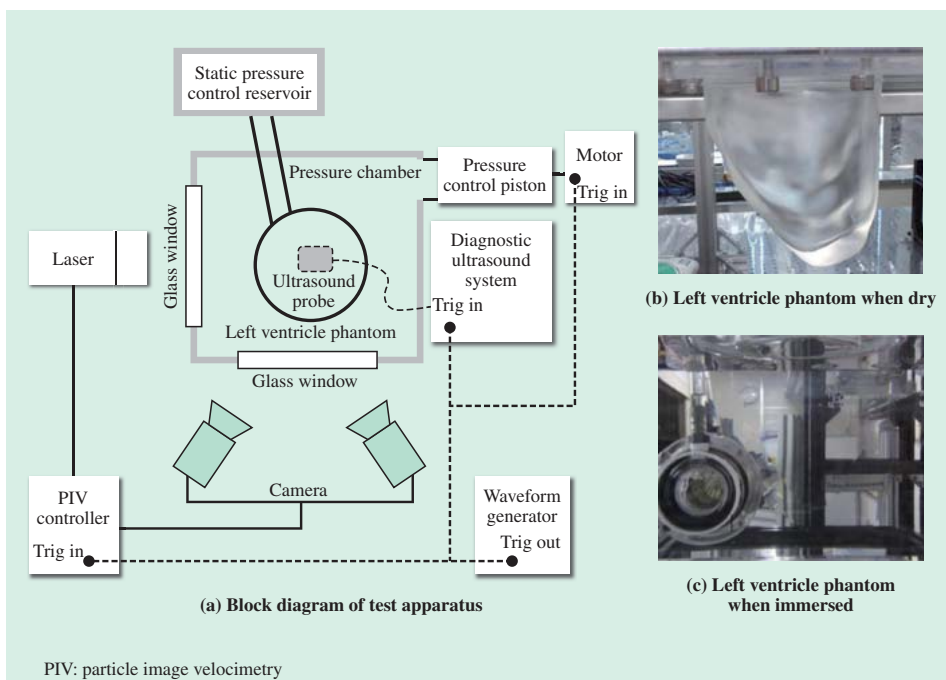 Static pressure
control reservoir
Pressure chamber
Pressure
control piston
Motor
Trig in
Laser
Glass window
Ultrasound
probe
Left ventricle phantom
Diagnostic
ultrasound
system
Trig in
Glass window
Camera
PIV
controller
Trig in
Waveform
generator
Trig out
(a) Block diagram of test apparatus
(b) Left ventricle phantom when dry
(c) Left ventricle phantom
when immersed
PIV: particle image velocimetry